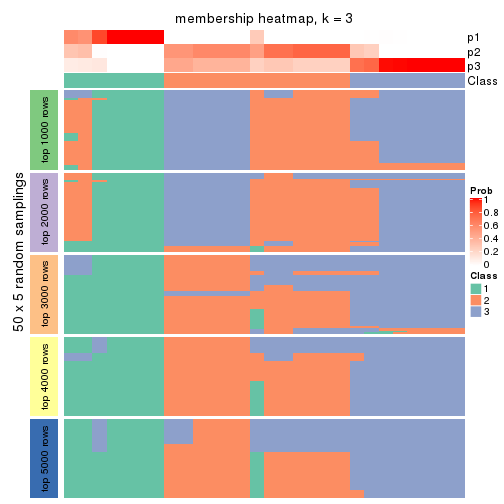 membership heatmap, k = 3
p1
p2
p3
Class
50 x 5 random samplings
top 1000 rows
top 2000 rows
top 3000 rows
top 4000 rows
top 5000 rows
Prob
1
0.8
0.6
0.4
0.2
0
Class
1
2
3